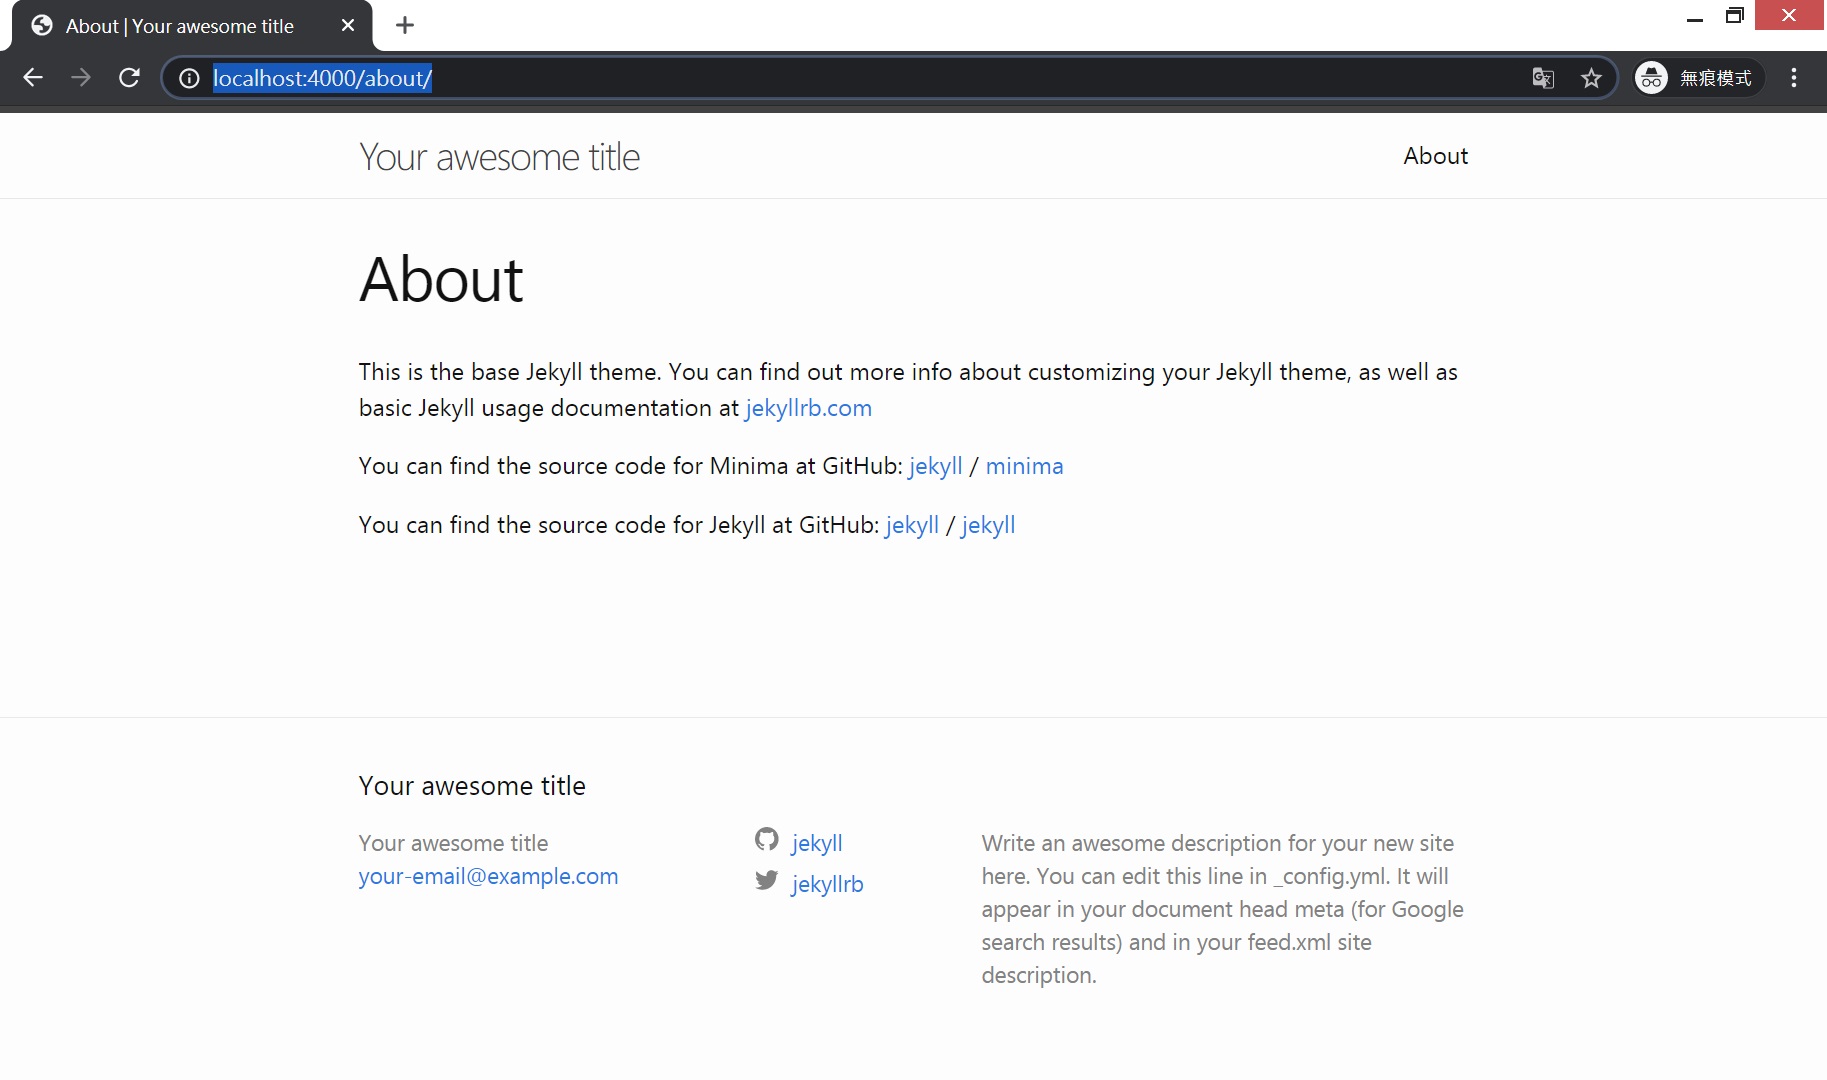 About | Your awesome title
localhost:4000/about/
無痕模式
Your awesome title
About
About
This is the base Jekyll theme. You can find out more info about customizing your Jekyll theme, as well as
basic Jekyll usage documentation at jekyllrb.com
You can find the source code for Minima at GitHub: jekyll / minima
You can find the source code for Jekyll at GitHub: jekyll / jekyll
Your awesome title
Your awesome title
your-email@example.com
jekyll
jekyllrb
Write an awesome description for your new site
here. You can edit this line in _config.yml. It will
appear in your document head meta (for Google
search results) and in your feed.xml site
description.